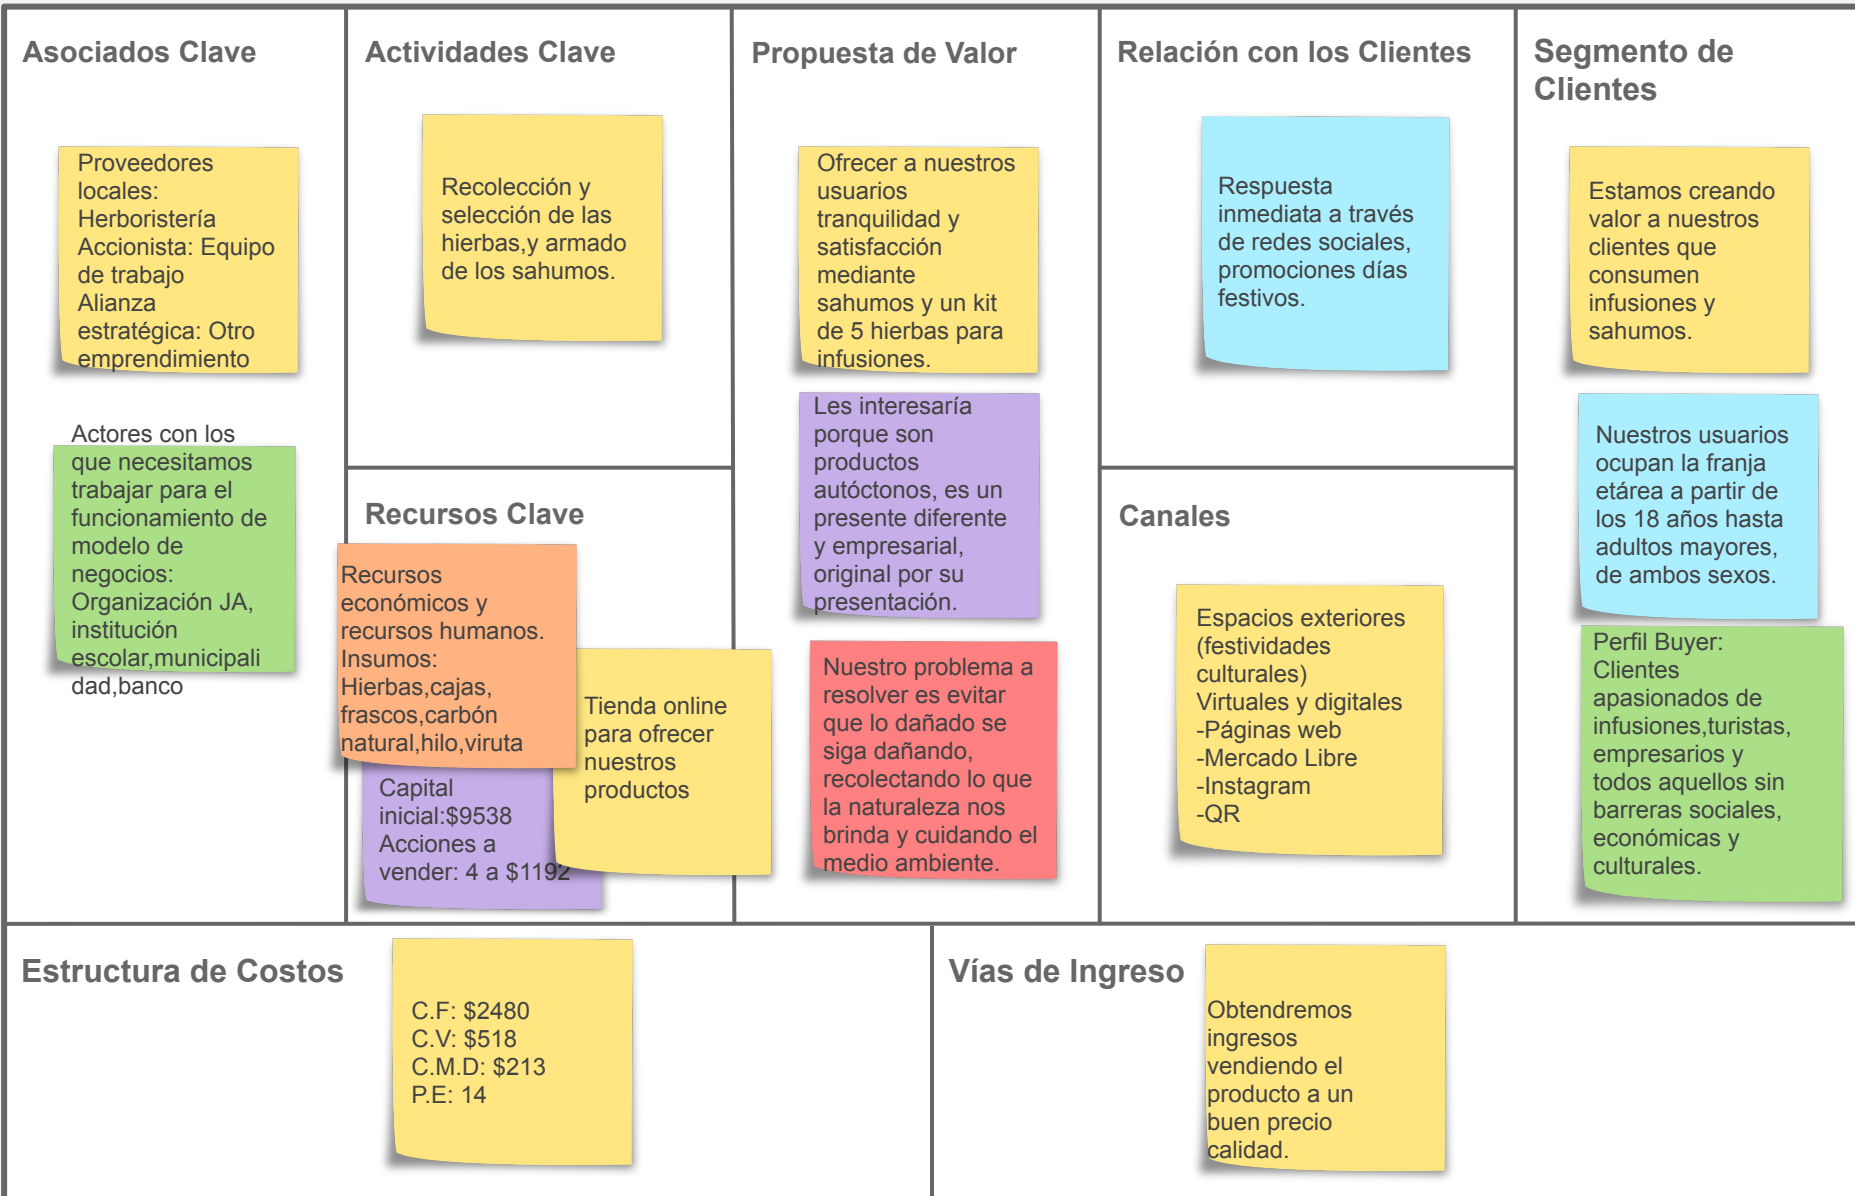 Asociados Clave
Proveedores
locales:
Herboristería
Accionista: Equipo
de trabajo
Alianza
estratégica: Otro
emprendimiento
Actores con los
que necesitamos
trabajar para el
funcionamiento de
modelo de
negocios:
Organización JA,
institución
escolar,municipali
dad,banco
Actividades Clave
Recolección y
selección de las
hierbas,y armado
de los sahumos.
Recursos Clave
Recursos
económicos y
recursos humanos.
Insumos:
Hierbas,cajas,
frascos,carbón
natural,hilo,viruta
Tienda online
para ofrecer
nuestros
productos
Capital
inicial:$9538
Acciones a
vender: 4 a $1192
Propuesta de Valor
Ofrecer a nuestros
usuarios
tranquilidad y
satisfacción
mediante
sahumos y un kit
de 5 hierbas para
infusiones.
Les interesaría
porque son
productos
autóctonos, es un
presente diferente
y empresarial,
original por su
presentación.
Nuestro problema a
resolver es evitar
que lo dañado se
siga dañando,
recolectando lo que
la naturaleza nos
brinda y cuidando el
medio ambiente.
Relación con los Clientes
Respuesta
inmediata a través
de redes sociales,
promociones días
festivos.
Canales
Espacios exteriores
(festividades
culturales)
Virtuales y digitales
-Páginas web
-Mercado Libre
-Instagram
-QR
Segmento de
Clientes
Estamos creando
valor a nuestros
clientes que
consumen
infusiones y
sahumos.
Nuestros usuarios
ocupan la franja
etárea a partir de
los 18 años hasta
adultos mayores,
de ambos sexos.
Perfil Buyer:
Clientes
apasionados de
infusiones,turistas,
empresarios y
todos aquellos sin
barreras sociales,
económicas y
culturales.
Estructura de Costos
C.F: $2480
C.V: $518
C.M.D: $213
P.E: 14
Vías de Ingreso
Obtendremos
ingresos
vendiendo el
producto a un
buen precio
calidad.